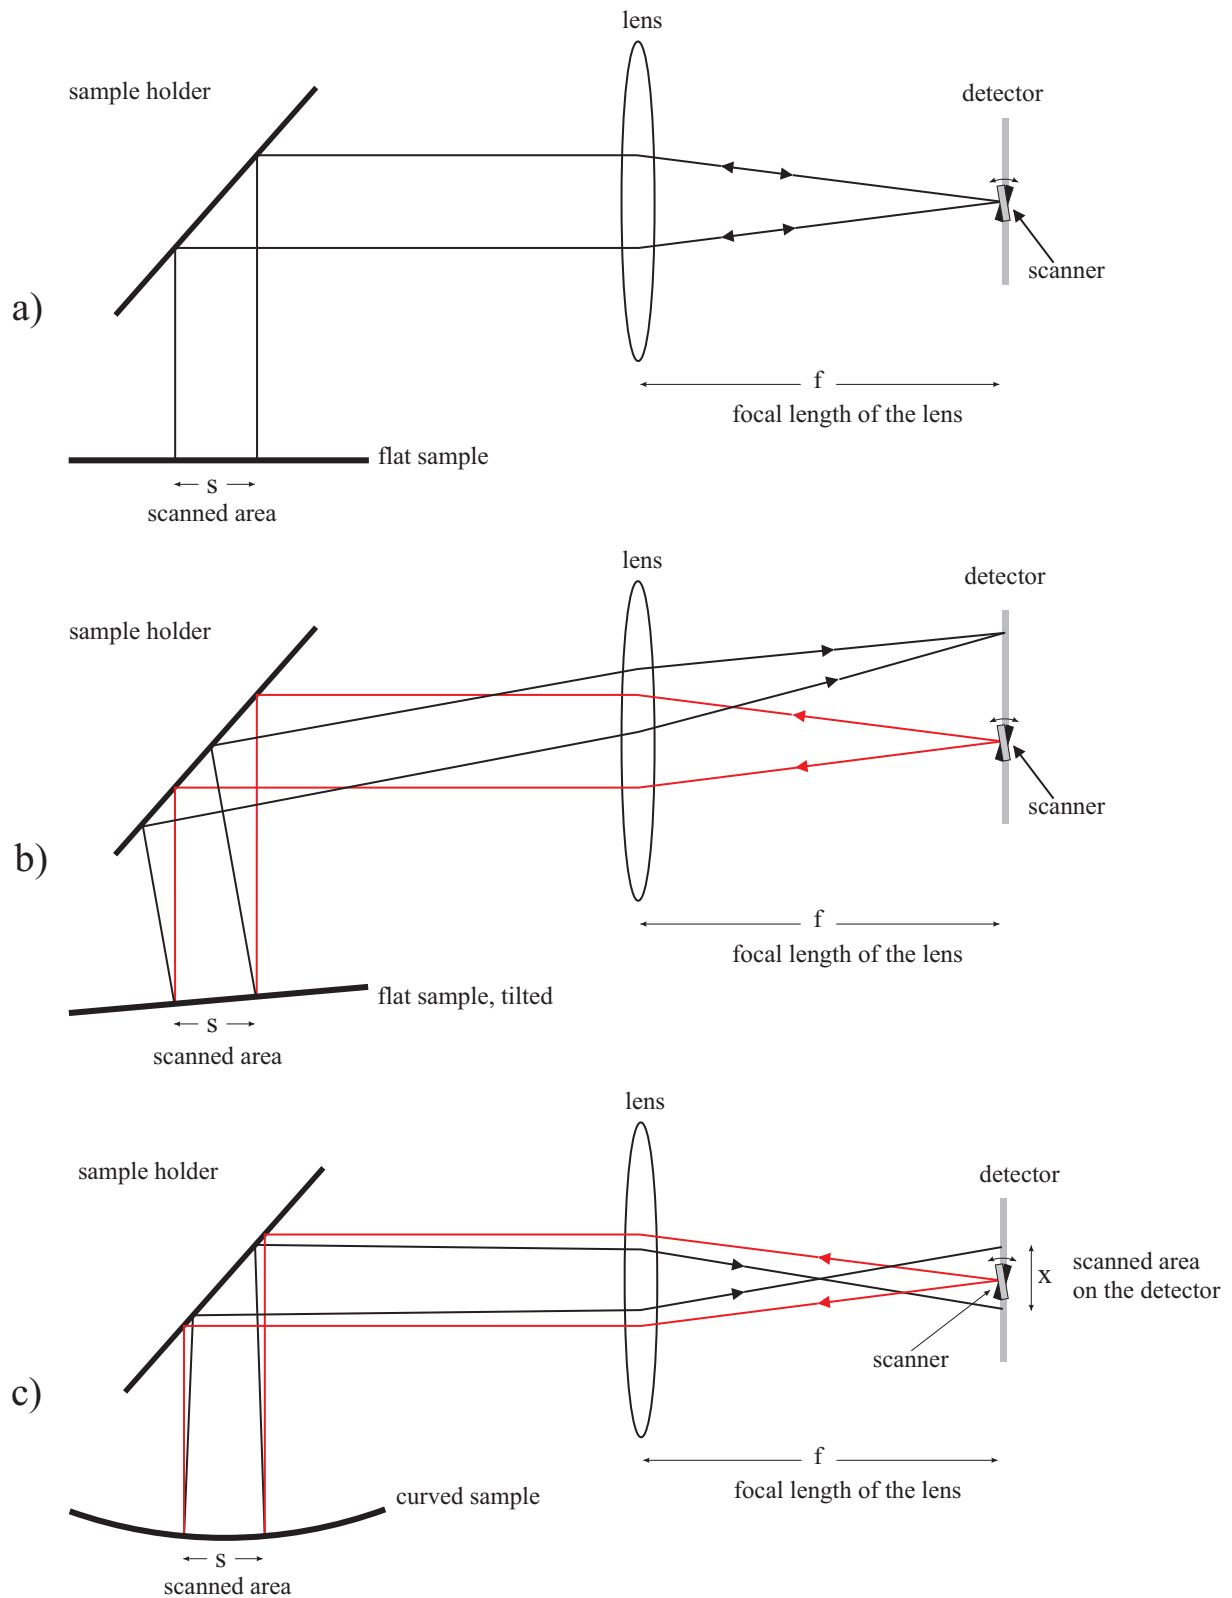 lens
sample holder
detector
scanner
a)
f
focal length of the lens
flat sample
s
scanned area
lens
detector
sample holder
scanner
b)
f
focal length of the lens
flat sample, tilted
s
scanned area
lens
sample holder
detector
x
scanned area
on the detector
scanner
c)
f
focal length of the lens
curved sample
s
scanned area